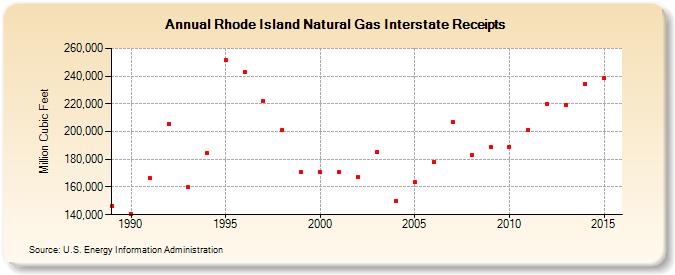 Annual Rhode Island Natural Gas Interstate Receipts
Million Cubic Feet
260,000
240,000
220,000
200,000
180,000
160,000
140,000
1990 1995 2000 2005 2010 2015
Source: U.S. Energy Information Administration